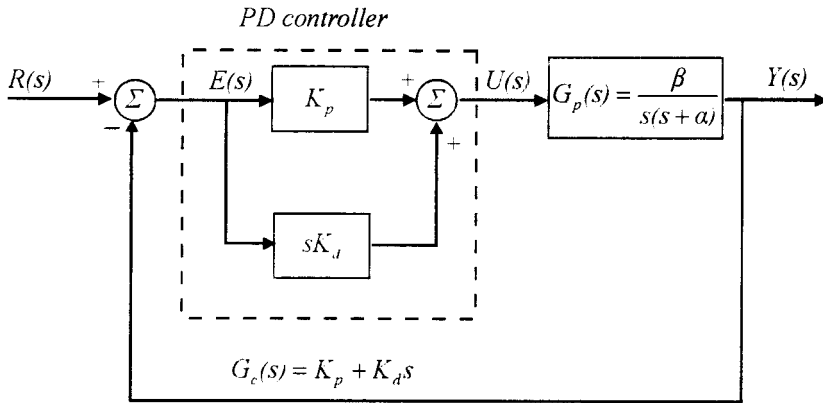 PD controller
R(s)
+
−
Σ
E(s)
K_p
sK_d
+
+
Σ
U(s)
G_p(s) = β / s(s + α)
Y(s)
G_c(s) = K_p + K_d s